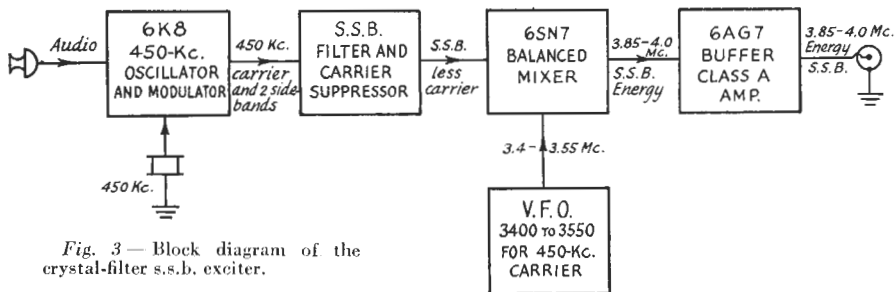 Audio
6K8
450-Kc.
OSCILLATOR
AND MODULATOR
450 Kc.
450 Kc.
carrier
and 2 side-
bands
S.S.B.
FILTER AND
CARRIER
SUPPRESSOR
S.S.B.
less
carrier
6SN7
BALANCED
MIXER
3.4 – 3.55 Mc.
V.F.O.
3400 TO 3550
FOR 450-Kc.
CARRIER
3.85-4.0
Mc.
S.S.B.
Energy
6AG7
BUFFER
CLASS A
AMP.
3.85-4.0 Mc.
Energy
S.S.B.
Fig. 3 — Block diagram of the
crystal-filter s.s.b. exciter.